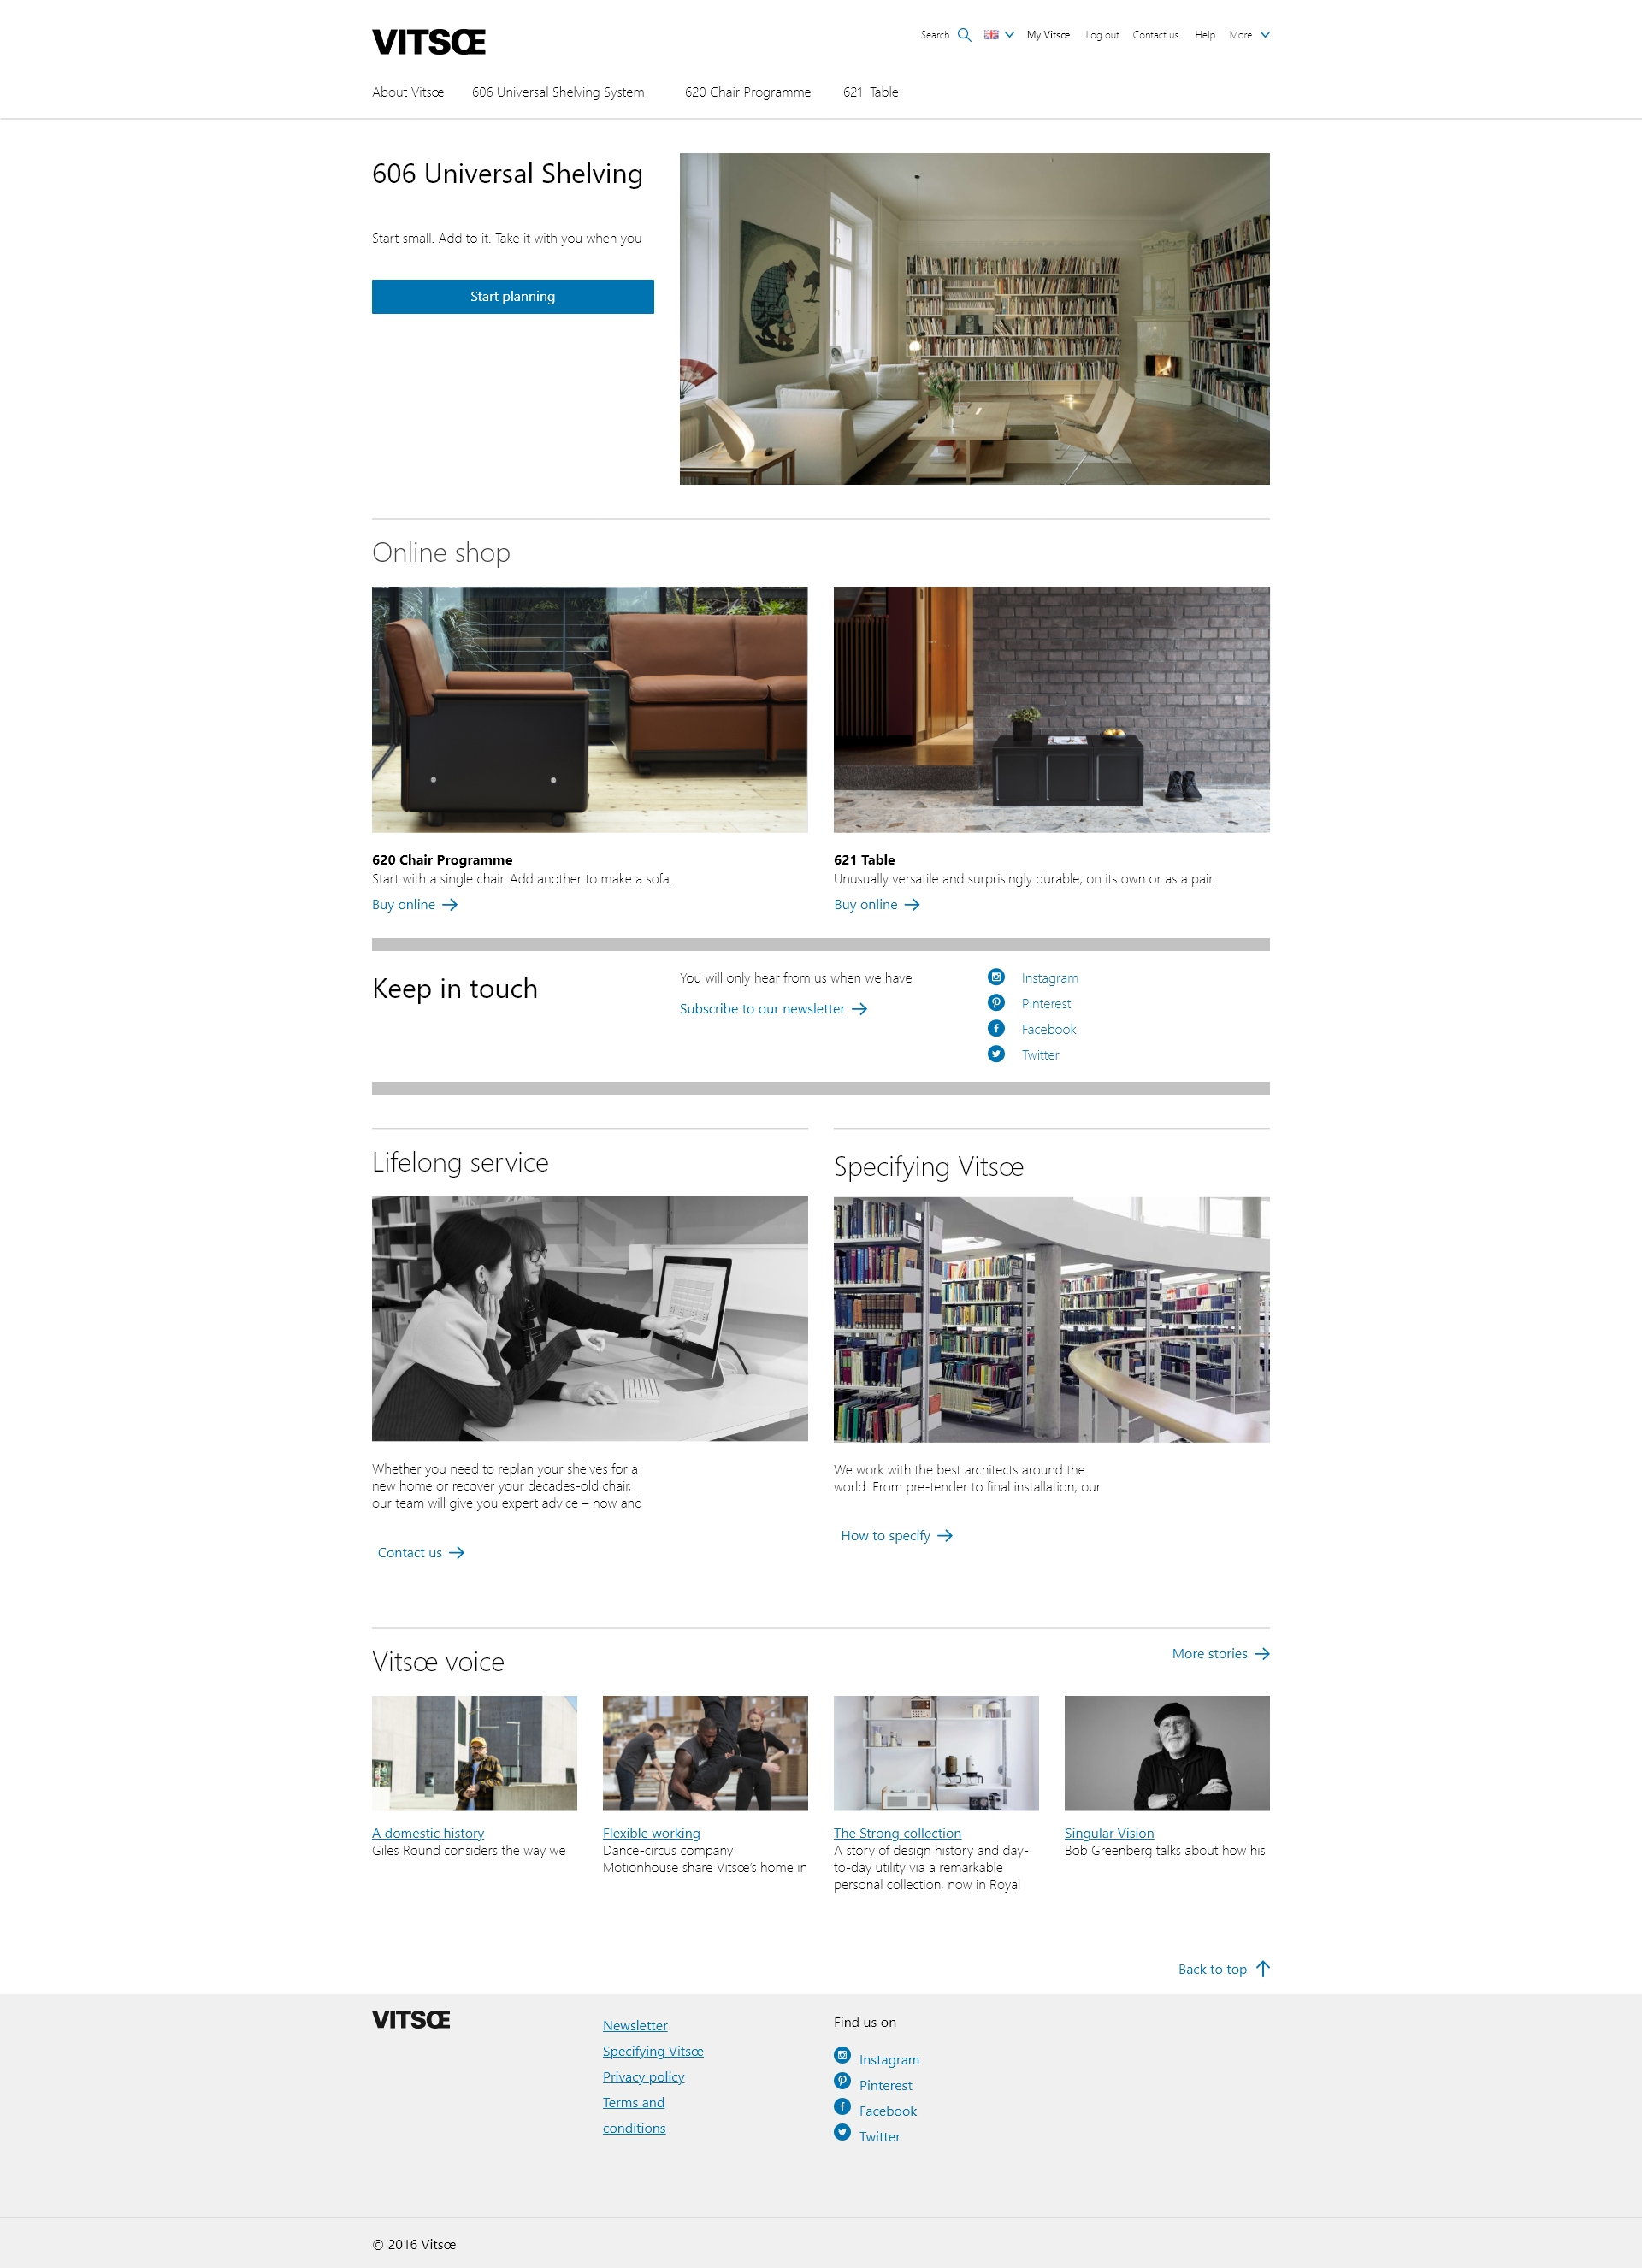 VITSŒ
Search
My Vitsœ
Log out
Contact us
Help
More
About Vitsœ
606 Universal Shelving System
620 Chair Programme
621 Table
606 Universal Shelving
Start small. Add to it. Take it with you when you
Start planning
Online shop
620 Chair Programme
Start with a single chair. Add another to make a sofa.
Buy online
621 Table
Unusually versatile and surprisingly durable, on its own or as a pair.
Buy online
Keep in touch
You will only hear from us when we have
Subscribe to our newsletter
Instagram
Pinterest
Facebook
Twitter
Lifelong service
Whether you need to replan your shelves for a
new home or recover your decades-old chair,
our team will give you expert advice – now and
Contact us
Specifying Vitsœ
We work with the best architects around the
world. From pre-tender to final installation, our
How to specify
Vitsœ voice
More stories
A domestic history
Giles Round considers the way we
Flexible working
Dance-circus company
Motionhouse share Vitsœ's home in
The Strong collection
A story of design history and day-
to-day utility via a remarkable
personal collection, now in Royal
Singular Vision
Bob Greenberg talks about how his
Back to top
VITSŒ
Newsletter
Specifying Vitsœ
Privacy policy
Terms and
conditions
Find us on
Instagram
Pinterest
Facebook
Twitter
© 2016 Vitsœ